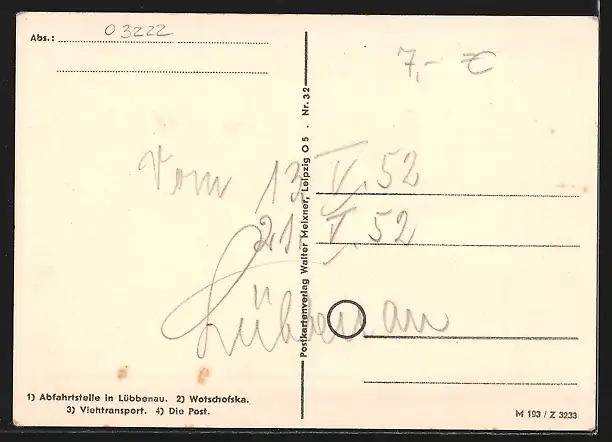 Abs.:
03222
7,- €
Vom 13 V. 52
21. V. 52
Lübbenau
Postkartenverlag Walter Meixner, Leipzig O 5 . Nr. 32
1) Abfahrtstelle in Lübbenau. 2) Wotschofska.
3) Viehtransport. 4) Die Post.
M 193 / Z 3233